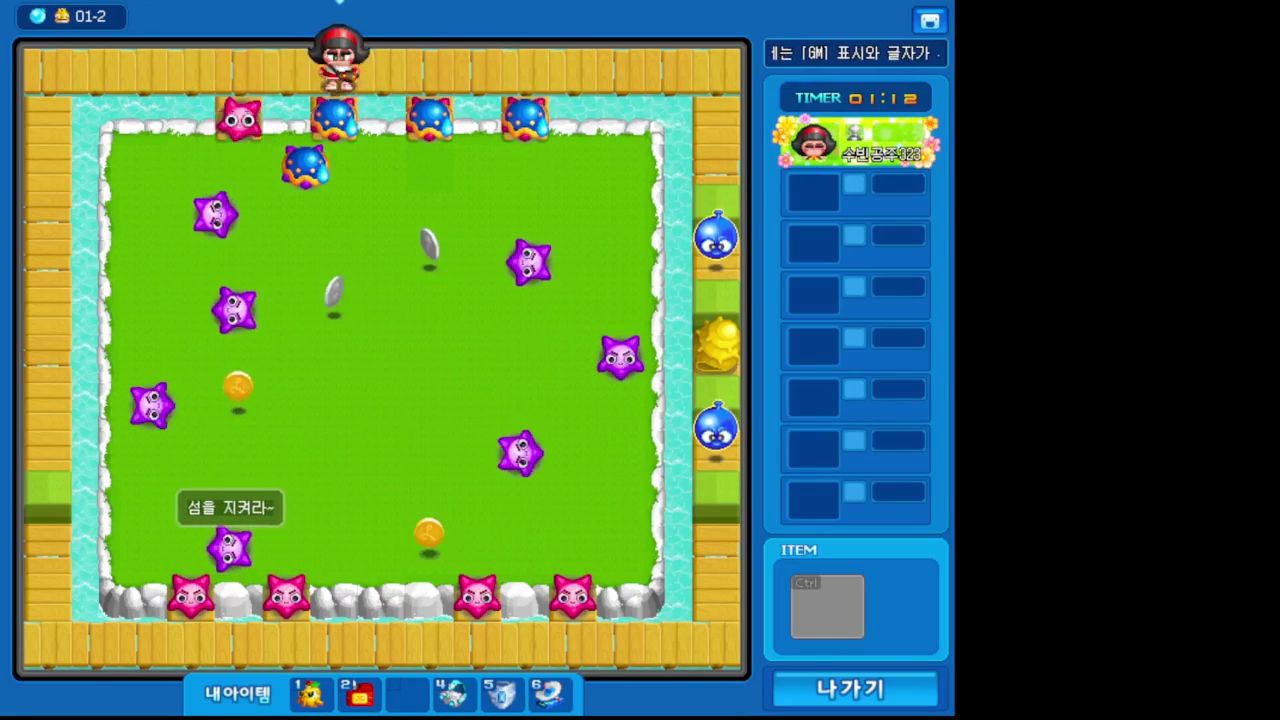 01-2
는 [GM] 표시와 글자가 .
TIMER 01:12
수빈공주323
섬을 지켜라~
ITEM
Ctrl
내아이템 1 2 4 5 6
나가기